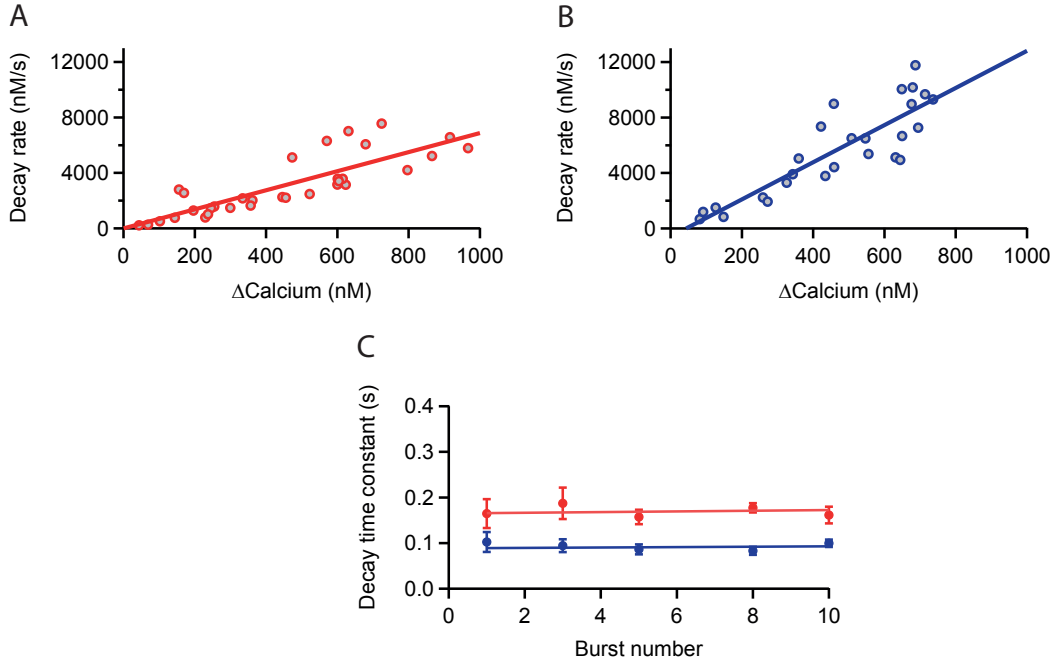 A
Decay rate (nM/s)
12000
8000
4000
0
0 200 400 600 800 1000
ΔCalcium (nM)
B
Decay rate (nM/s)
12000
8000
4000
0
0 200 400 600 800 1000
ΔCalcium (nM)
C
Decay time constant (s)
0.4
0.3
0.2
0.1
0.0
0 2 4 6 8 10
Burst number